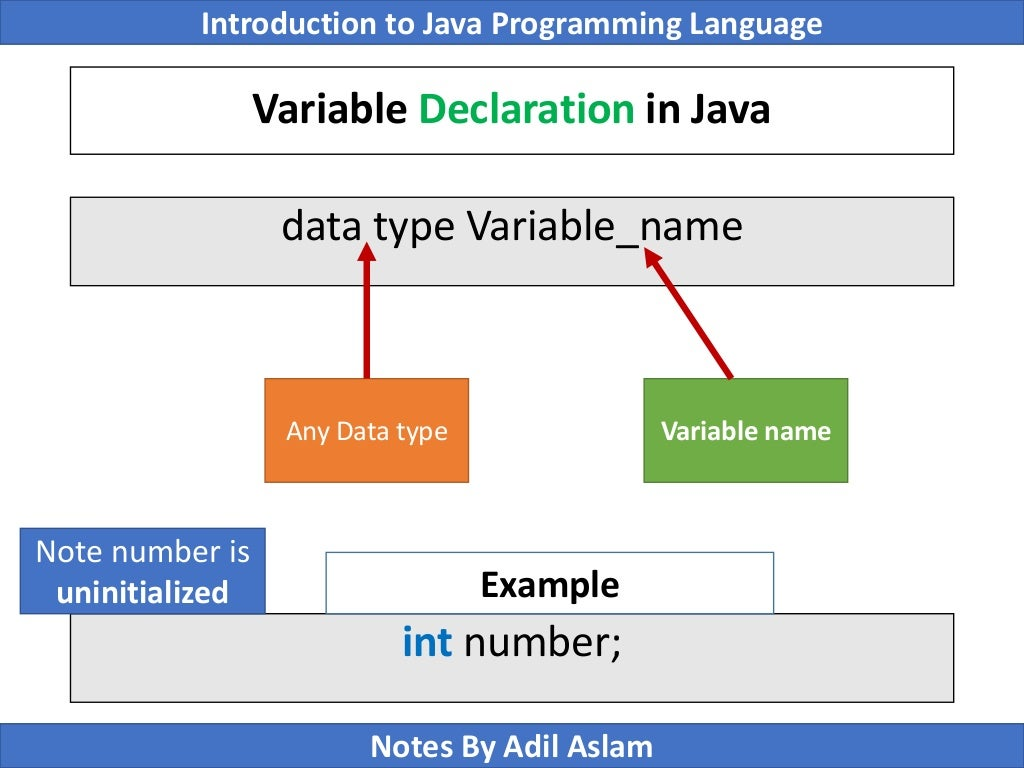 Introduction to Java Programming Language
Variable Declaration in Java
data type Variable_name
Any Data type
Variable name
Note number is
uninitialized
Example
int number;
Notes By Adil Aslam